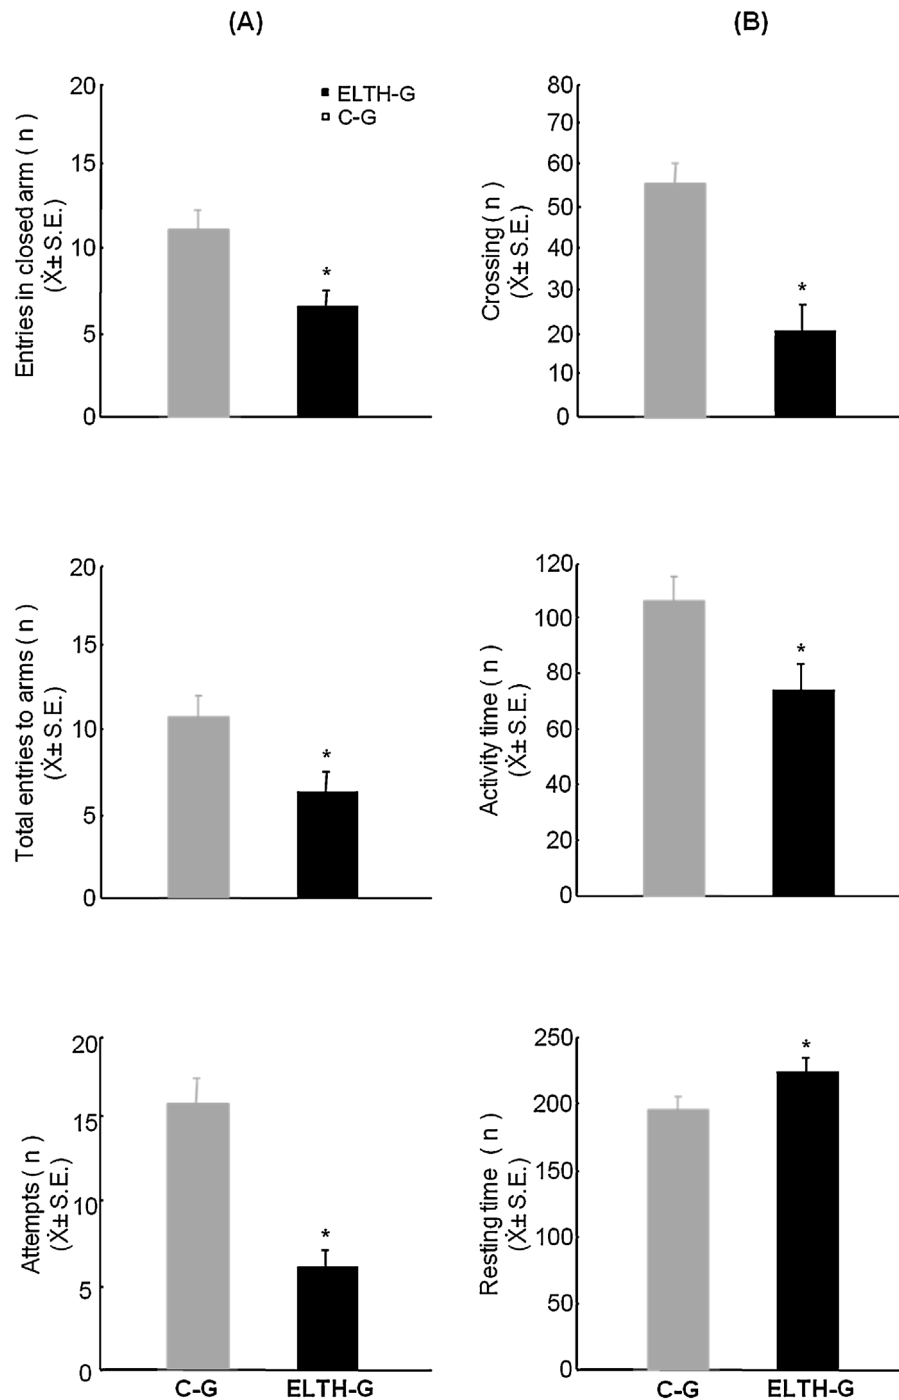 (A)
(B)
Entries in closed arm ( n )
(Ẍ± S.E.)
20
15
10
5
0
■ ELTH-G
□ C-G
*
Crossing ( n )
(Ẍ± S.E.)
80
70
60
50
40
30
20
10
0
*
Total entries to arms ( n )
(Ẍ± S.E.)
20
15
10
5
0
*
Activity time ( n )
(Ẍ± S.E.)
120
100
80
60
40
20
0
*
Attempts ( n )
(Ẍ± S.E.)
20
15
10
5
0
*
C-G ELTH-G
Resting time ( n )
(Ẍ± S.E.)
250
200
150
100
50
0
*
C-G ELTH-G